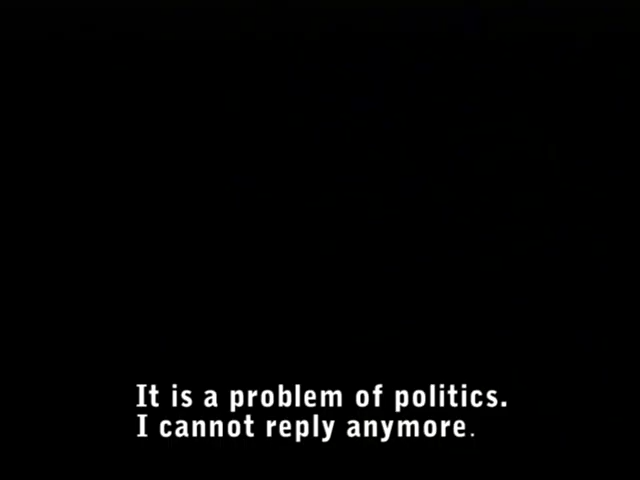 It is a problem of politics.
I cannot reply anymore.